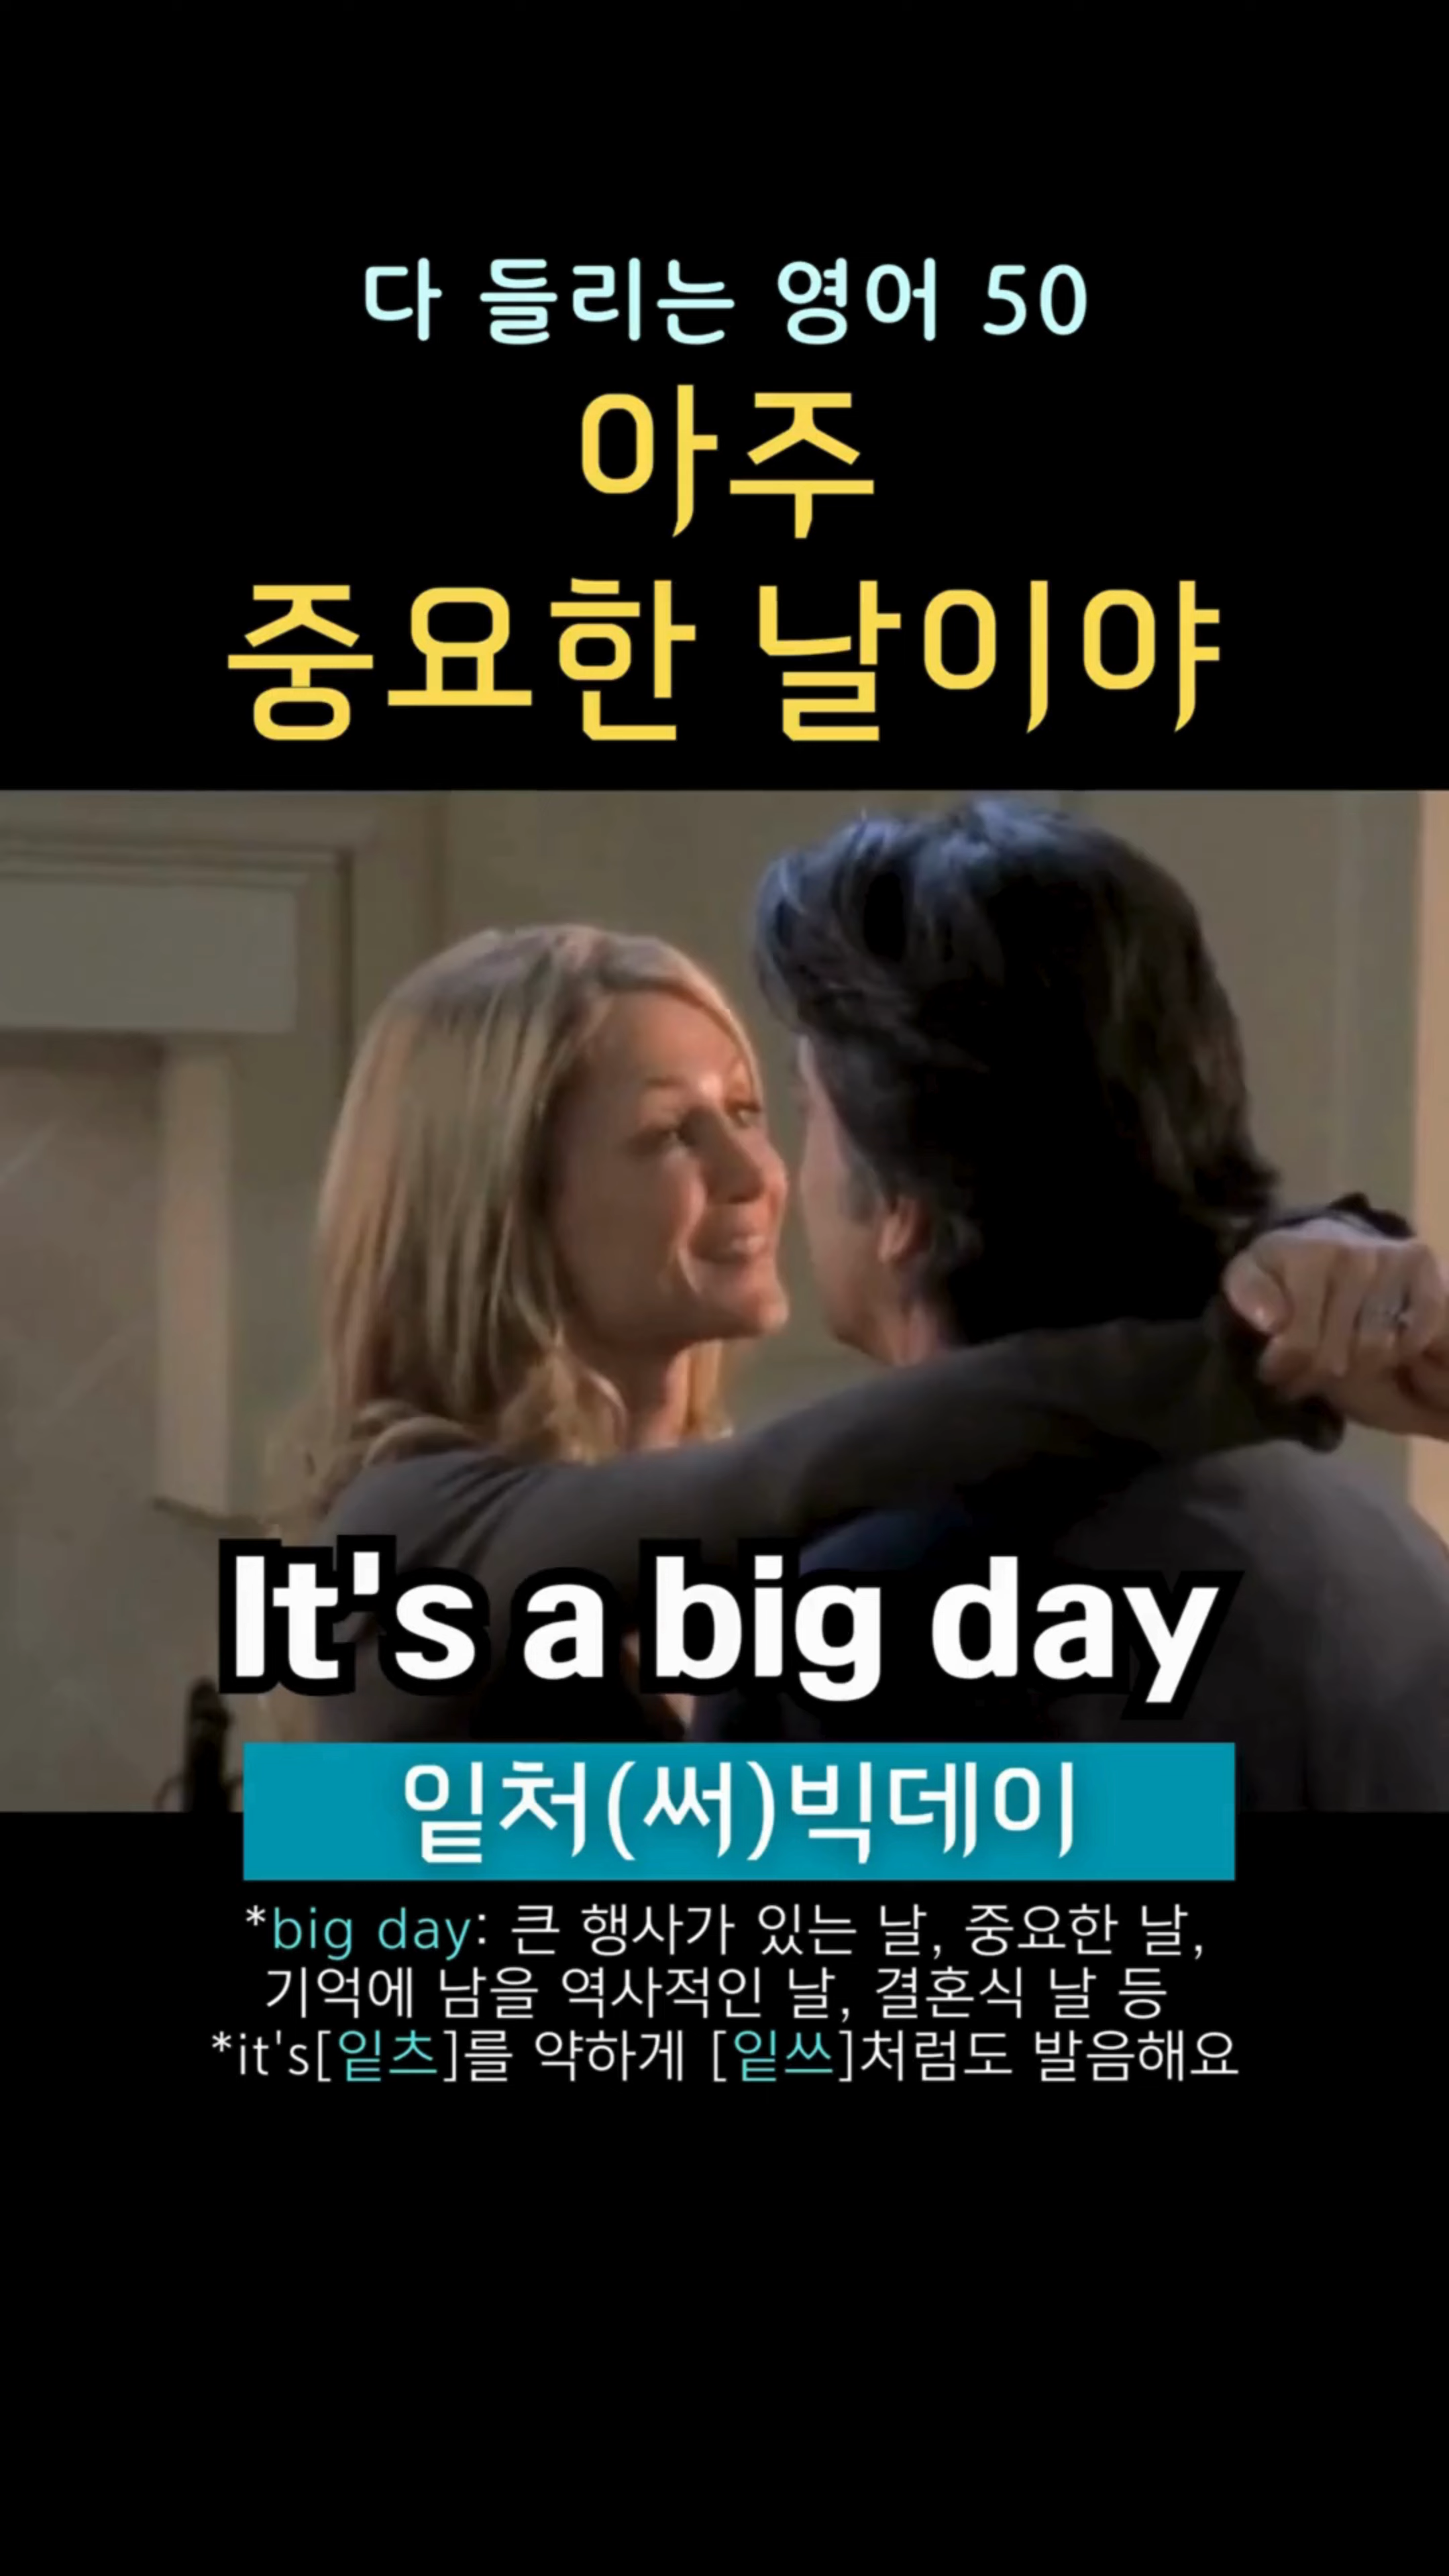 다 들리는 영어 50
아주
중요한 날이야
It's a big day
잍처(써)빅데이
*big day: 큰 행사가 있는 날, 중요한 날,
기억에 남을 역사적인 날, 결혼식 날 등
*it's[잍츠]를 약하게 [잍쓰]처럼도 발음해요